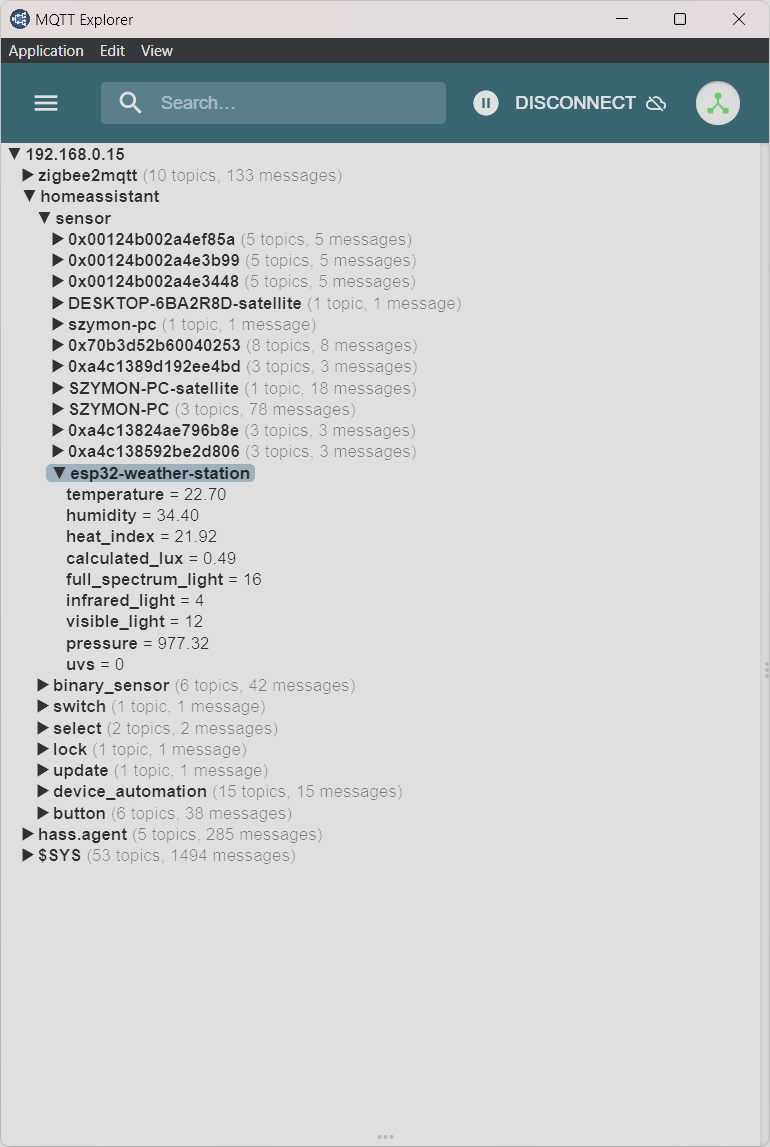 MQTT Explorer
Application Edit View
Search...
DISCONNECT
192.168.0.15
zigbee2mqtt (10 topics, 133 messages)
homeassistant
sensor
0x00124b002a4ef85a (5 topics, 5 messages)
0x00124b002a4e3b99 (5 topics, 5 messages)
0x00124b002a4e3448 (5 topics, 5 messages)
DESKTOP-6BA2R8D-satellite (1 topic, 1 message)
szymon-pc (1 topic, 1 message)
0x70b3d52b60040253 (8 topics, 8 messages)
0xa4c1389d192ee4bd (3 topics, 3 messages)
SZYMON-PC-satellite (1 topic, 18 messages)
SZYMON-PC (3 topics, 78 messages)
0xa4c13824ae796b8e (3 topics, 3 messages)
0xa4c138592be2d806 (3 topics, 3 messages)
esp32-weather-station
temperature = 22.70
humidity = 34.40
heat_index = 21.92
calculated_lux = 0.49
full_spectrum_light = 16
infrared_light = 4
visible_light = 12
pressure = 977.32
uvs = 0
binary_sensor (6 topics, 42 messages)
switch (1 topic, 1 message)
select (2 topics, 2 messages)
lock (1 topic, 1 message)
update (1 topic, 1 message)
device_automation (15 topics, 15 messages)
button (6 topics, 38 messages)
hass.agent (5 topics, 285 messages)
$SYS (53 topics, 1494 messages)